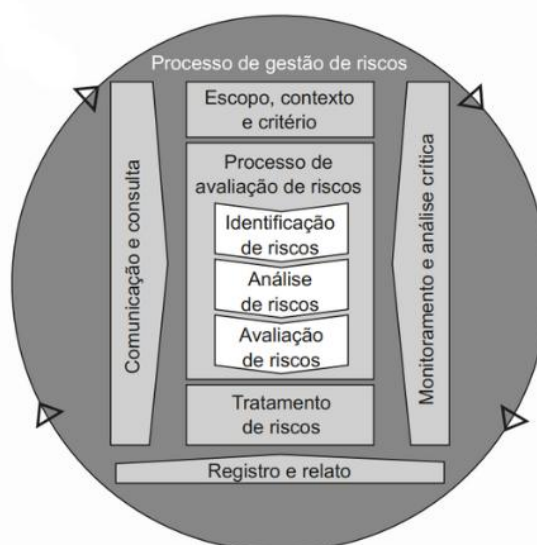 Processo de gestão de riscos
Escopo, contexto
e critério
Processo de
avaliação de riscos
Identificação
de riscos
Análise
de riscos
Avaliação
de riscos
Tratamento
de riscos
Comunicação e consulta
Monitoramento e análise crítica
Registro e relato